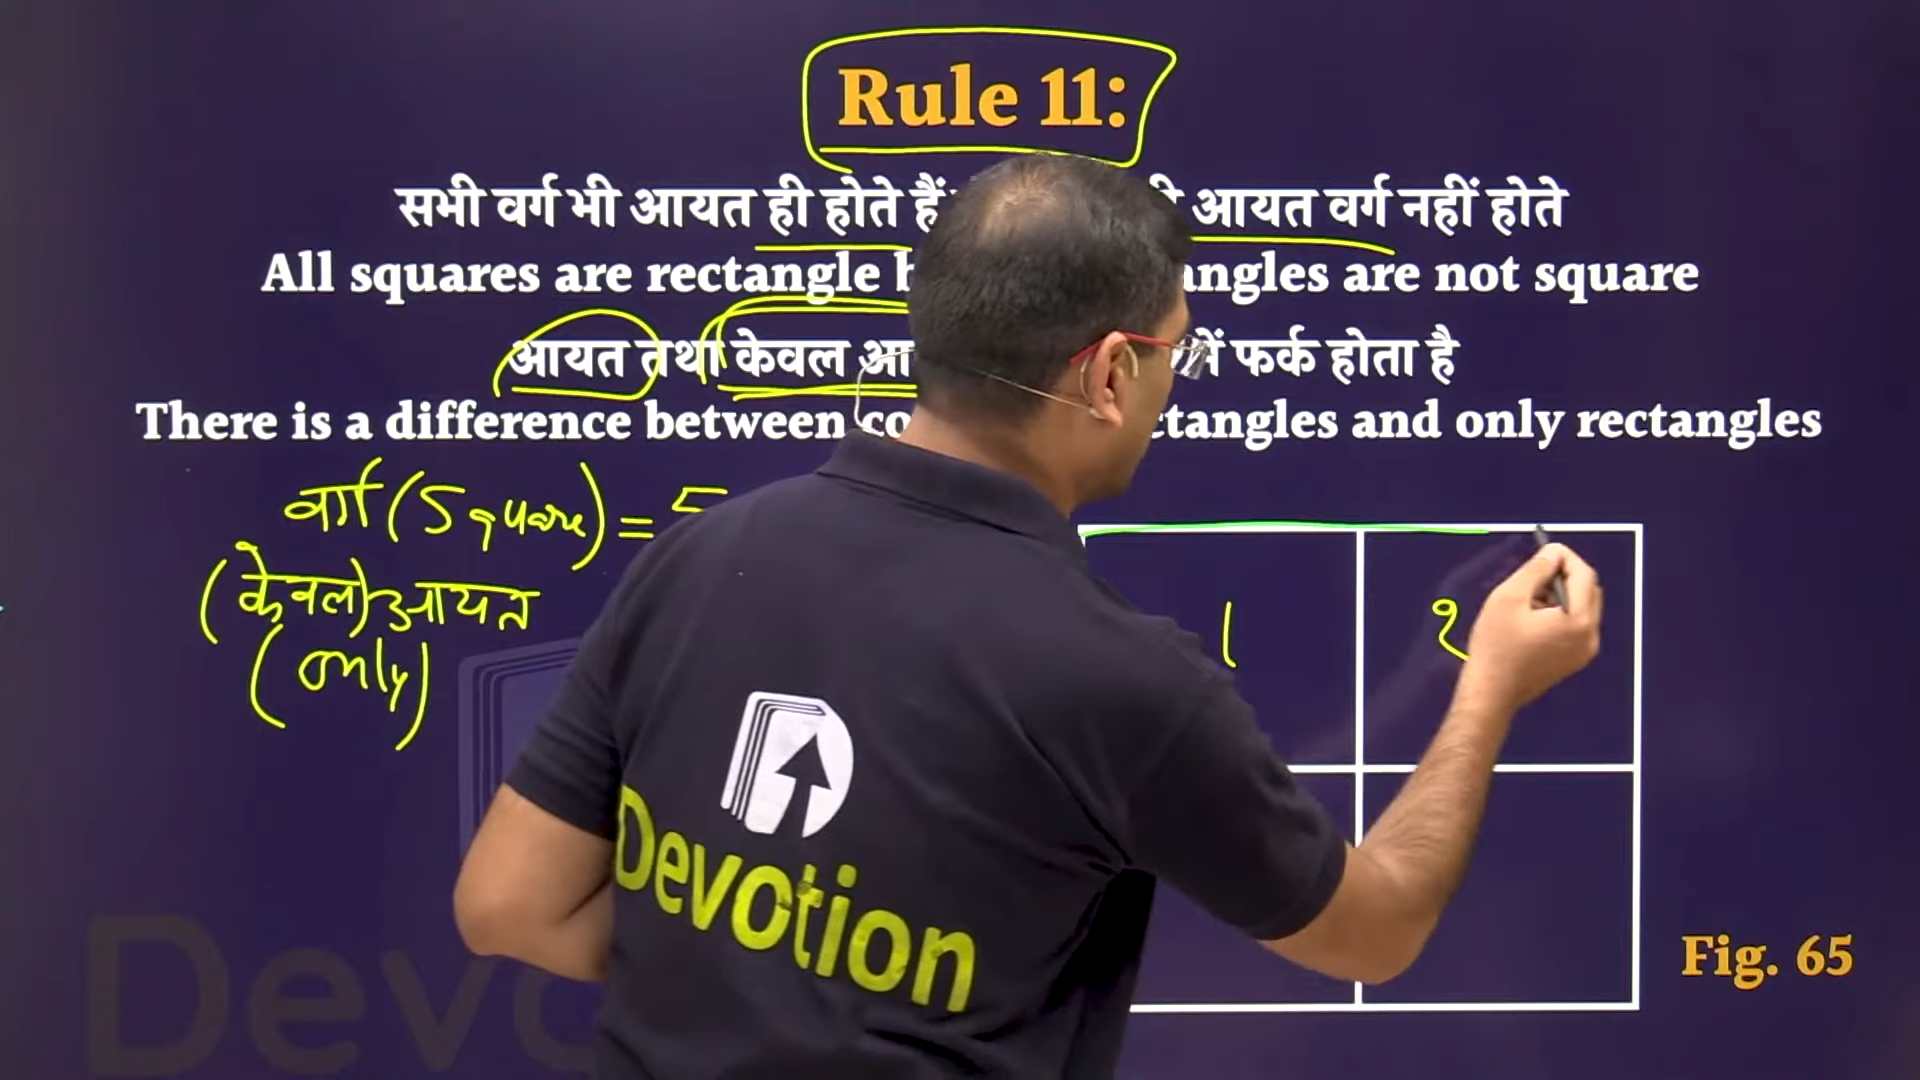 Rule 11:
सभी वर्ग भी आयत ही होते हैं आयत वर्ग नहीं होते
All squares are rectangle angles are not square
आयत तथा केवल आ में फर्क होता है
There is a difference between co ctangles and only rectangles
वर्ग (Square) = 5
(केवल) आयत
(only)
1
2
Devotion
Fig. 65
Devo